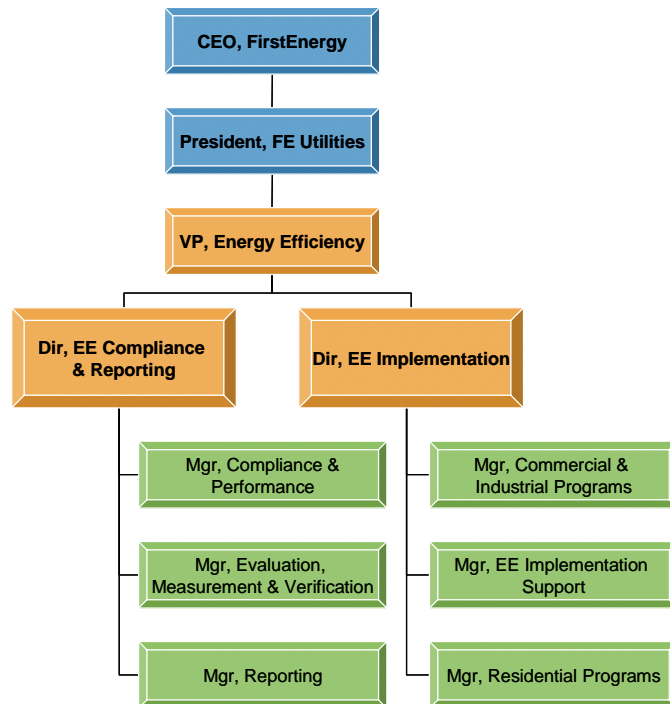 CEO, FirstEnergy
President, FE Utilities
VP, Energy Efficiency
Dir, EE Compliance
& Reporting
Dir, EE Implementation
Mgr, Compliance &
Performance
Mgr, Commercial &
Industrial Programs
Mgr, Evaluation,
Measurement & Verification
Mgr, EE Implementation
Support
Mgr, Reporting
Mgr, Residential Programs